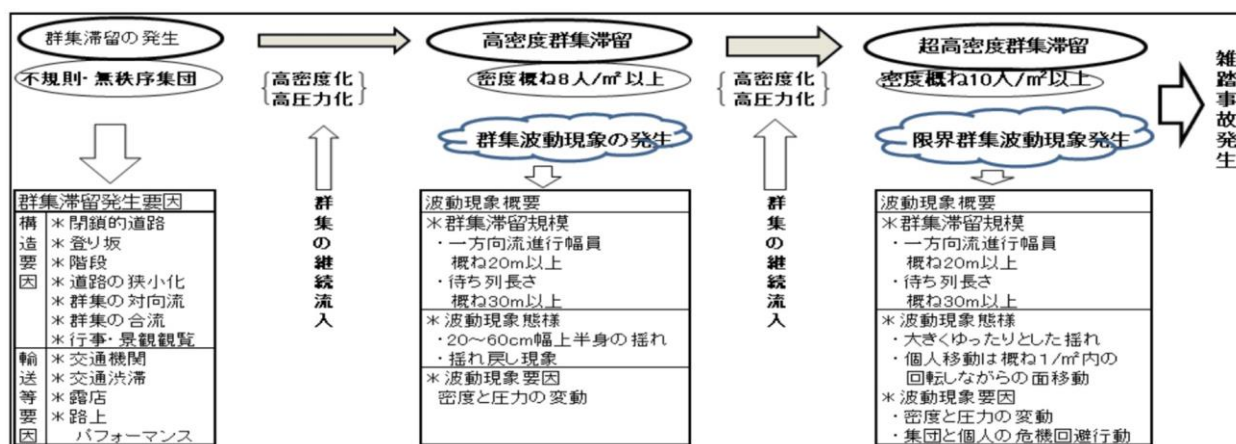 群集滞留の発生
不規則・無秩序集団
高密度化
高圧力化
高密度群集滞留
密度概ね8人/㎡以上
群集波動現象の発生
高密度化
高圧力化
超高密度群集滞留
密度概ね10人/㎡以上
限界群集波動現象発生
雑踏事故発生
群集滞留発生要因
構造要因
＊閉鎖的道路
＊登り坂
＊階段
＊道路の狭小化
＊群集の対向流
＊群集の合流
＊行事・景観観覧
輸送等要因
＊交通機関
＊交通渋滞
＊露店
＊路上
パフォーマンス
群集の継続流入
波動現象概要
＊群集滞留規模
・一方向流進行幅員
概ね20m以上
・待ち列長さ
概ね30m以上
＊波動現象態様
・20～60cm幅上半身の揺れ
・揺れ戻し現象
＊波動現象要因
密度と圧力の変動
群集の継続流入
波動現象概要
＊群集滞留規模
・一方向流進行幅員
概ね20m以上
・待ち列長さ
概ね30m以上
＊波動現象態様
・大きくゆったりとした揺れ
・個人移動は概ね1/㎡内の
回転しながらの面移動
＊波動現象要因
・密度と圧力の変動
・集団と個人の危機回避行動